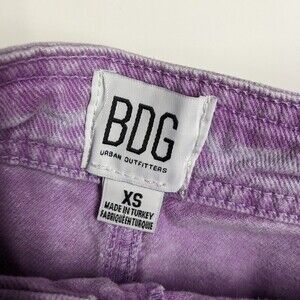 BDG
URBAN OUTFITTERS
XS
MADE IN TURKEY
FABRIQUÉ EN TURQUIE